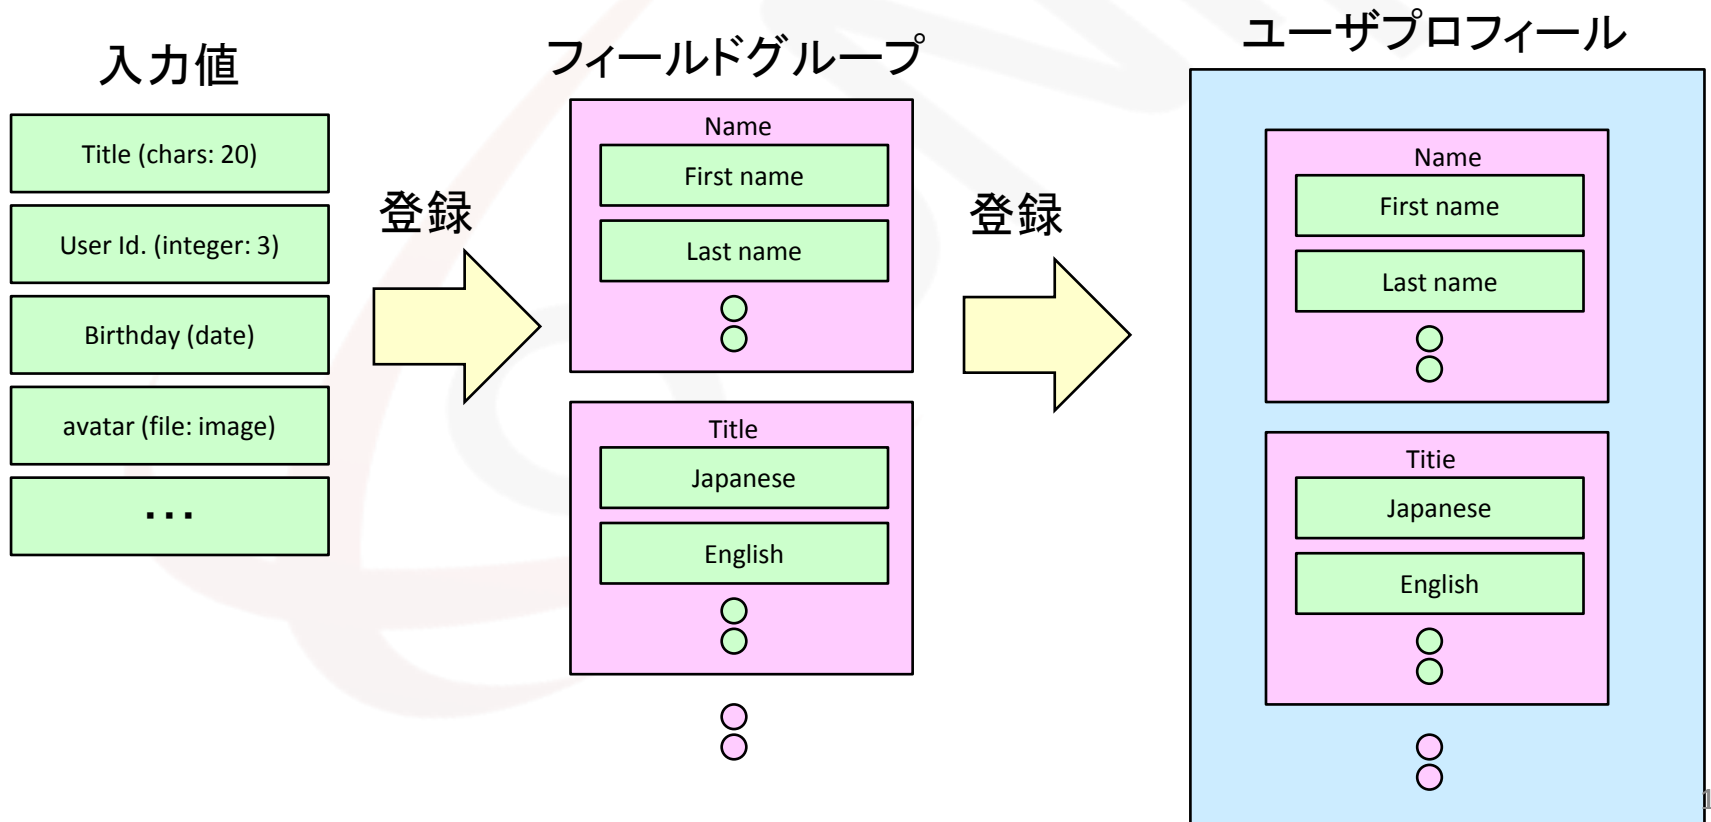 入力値
Title (chars: 20)
User Id. (integer: 3)
Birthday (date)
avatar (file: image)
...
登録
フィールドグループ
Name
First name
Last name
Title
Japanese
English
登録
ユーザプロフィール
Name
First name
Last name
Titie
Japanese
English